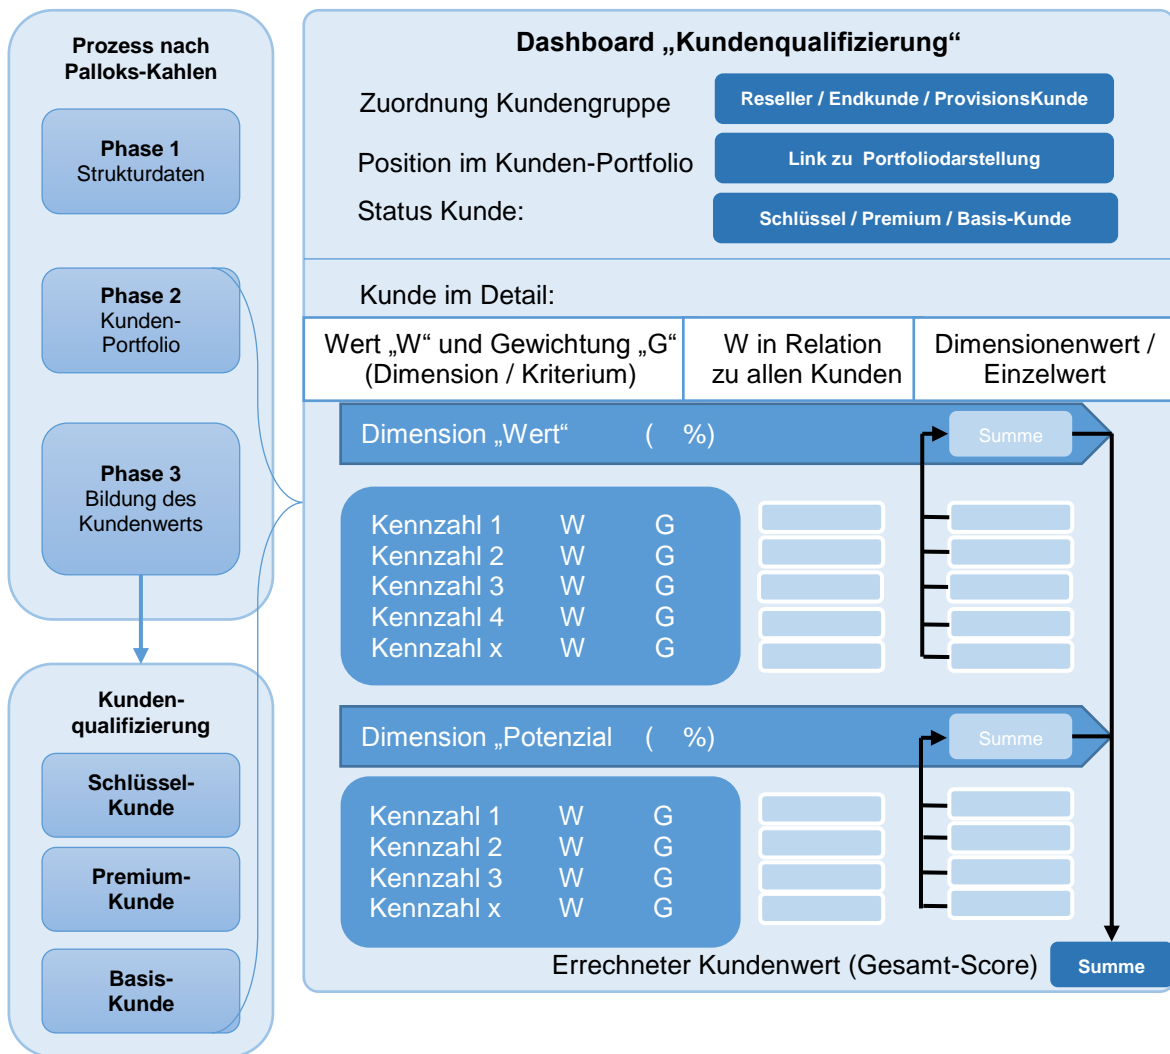 Prozess nach
Palloks-Kahlen
Phase 1
Strukturdaten
Phase 2
Kunden-
Portfolio
Phase 3
Bildung des
Kundenwerts
Kunden-
qualifizierung
Schlüssel-
Kunde
Premium-
Kunde
Basis-
Kunde
Dashboard „Kundenqualifizierung“
Zuordnung Kundengruppe
Reseller / Endkunde / ProvisionsKunde
Position im Kunden-Portfolio
Link zu Portfoliodarstellung
Status Kunde:
Schlüssel / Premium / Basis-Kunde
Kunde im Detail:
Wert „W“ und Gewichtung „G“
(Dimension / Kriterium)
W in Relation
zu allen Kunden
Dimensionenwert /
Einzelwert
Dimension „Wert“ ( %)
Summe
Kennzahl 1 W G
Kennzahl 2 W G
Kennzahl 3 W G
Kennzahl 4 W G
Kennzahl x W G
Dimension „Potenzial ( %)
Summe
Kennzahl 1 W G
Kennzahl 2 W G
Kennzahl 3 W G
Kennzahl x W G
Errechneter Kundenwert (Gesamt-Score)
Summe